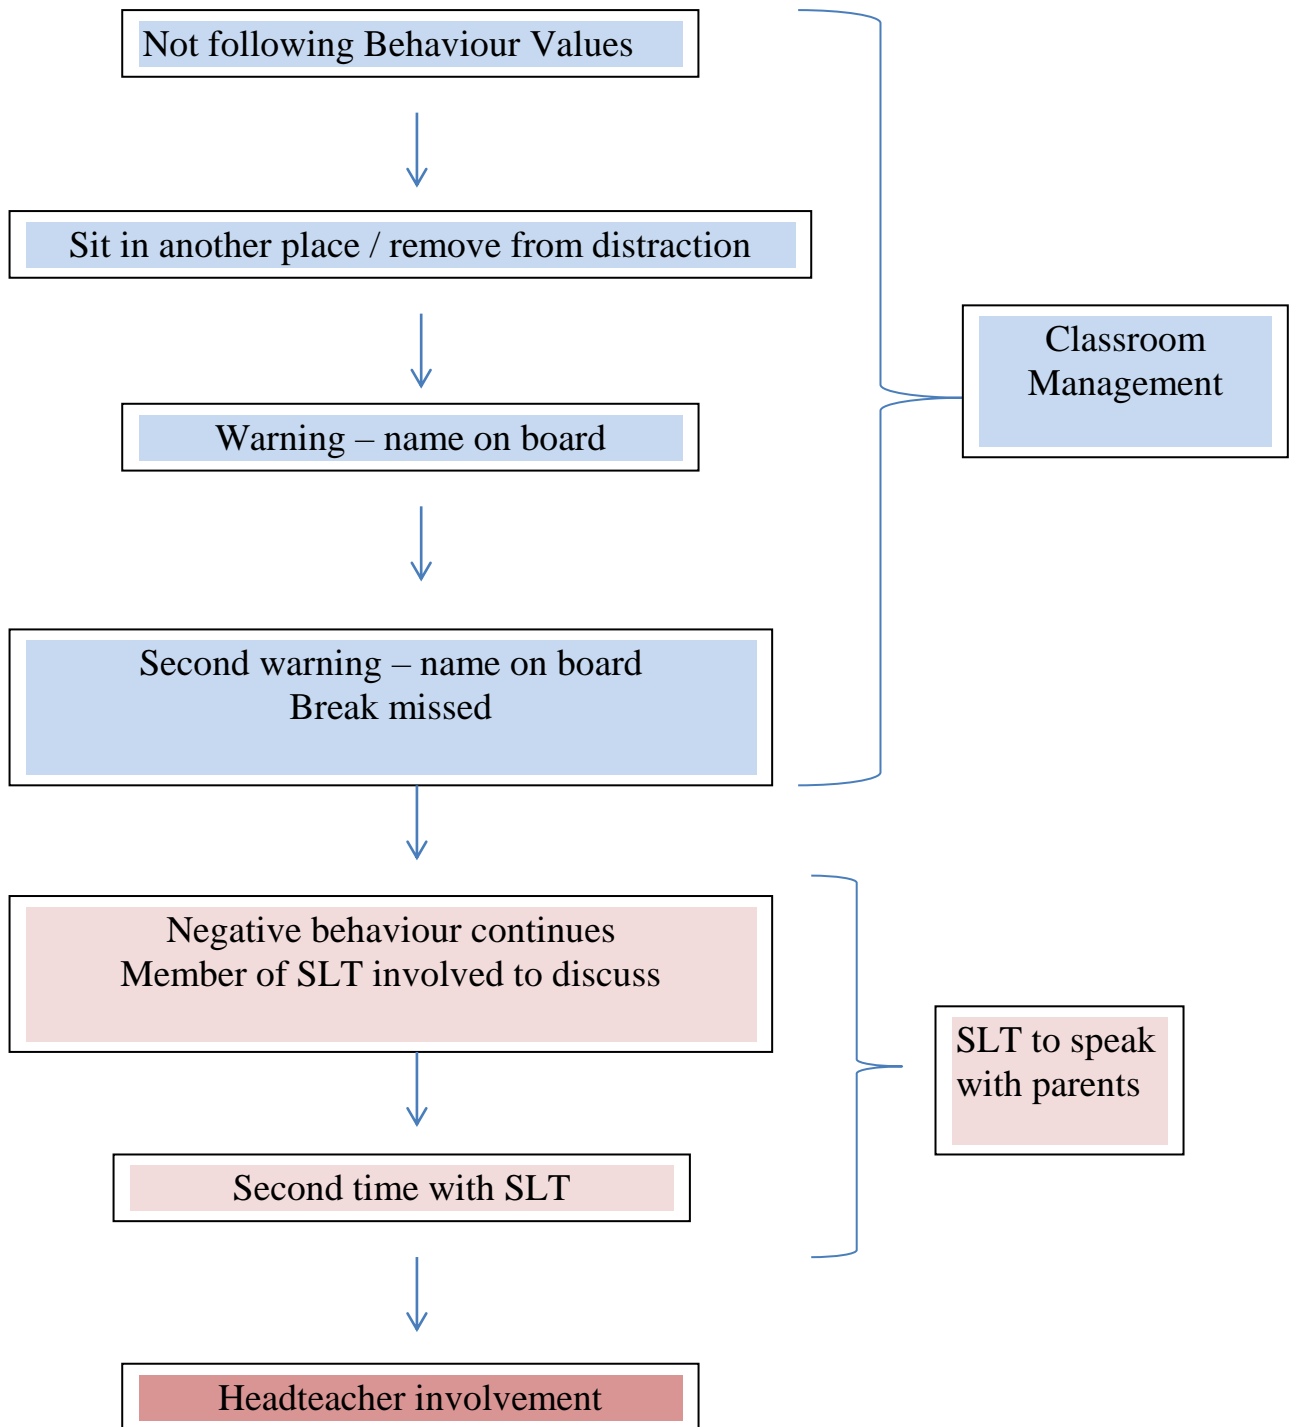 Not following Behaviour Values
Sit in another place / remove from distraction
Warning – name on board
Second warning – name on board
Break missed
Classroom
Management
Negative behaviour continues
Member of SLT involved to discuss
Second time with SLT
SLT to speak
with parents
Headteacher involvement